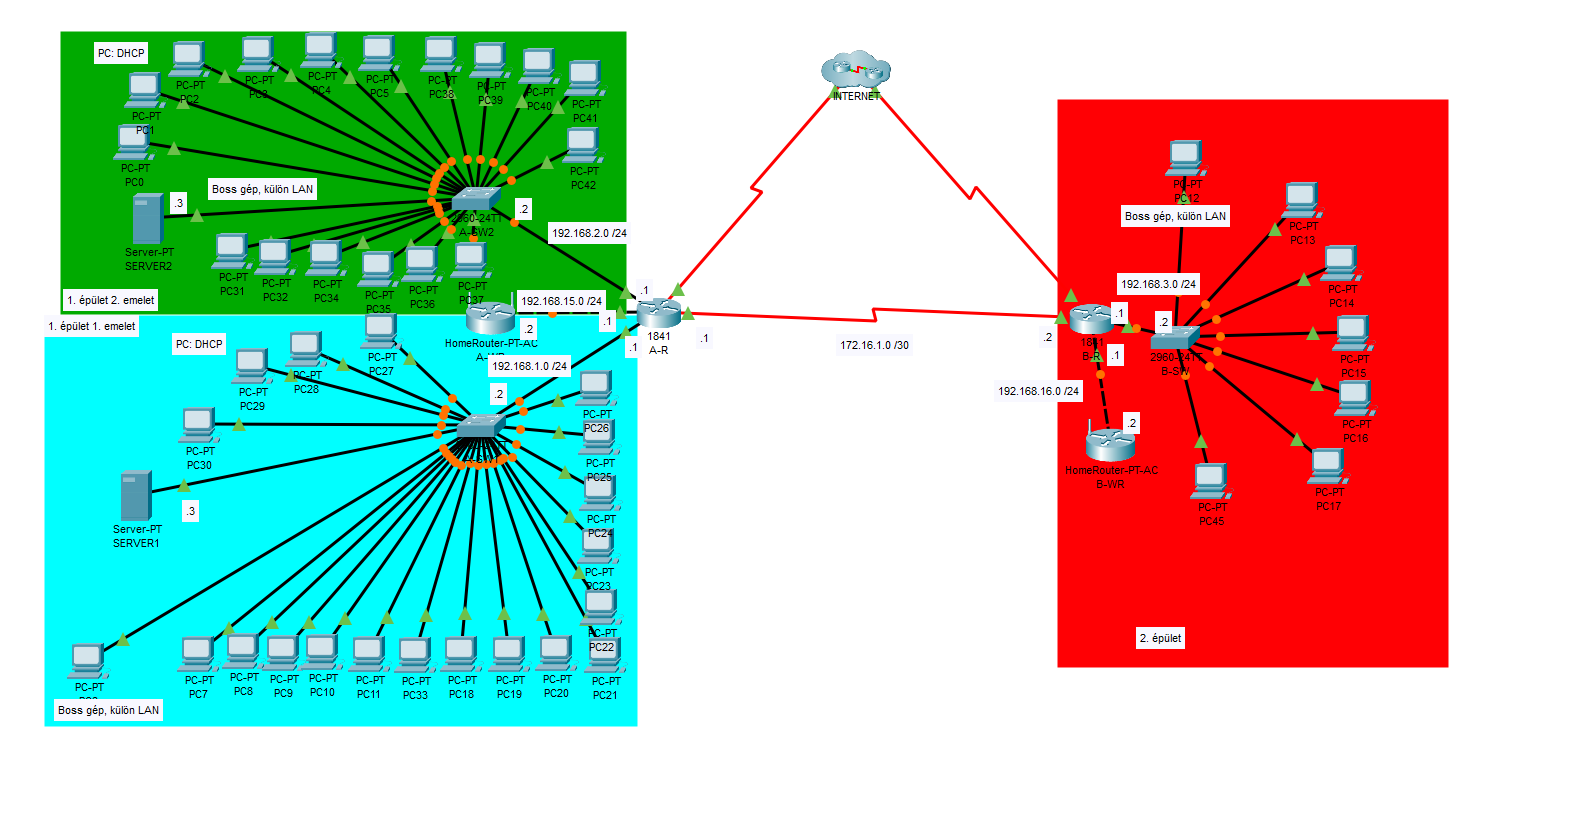 PC: DHCP
PC-PT
PC2
PC-PT
PC3
PC-PT
PC4
PC-PT
PC5
PC-PT
PC38
PC-PT
PC39
PC-PT
PC40
PC-PT
PC41
PC-PT
PC1
PC-PT
PC0
PC-PT
PC42
Boss gép, külön LAN
.3
Server-PT
SERVER2
2960-24TT
A-SW2
.2
192.168.2.0 /24
PC-PT
PC31
PC-PT
PC32
PC-PT
PC34
PC-PT
PC35
PC-PT
PC36
PC-PT
PC37
1. épület 2. emelet
1. épület 1. emelet
192.168.15.0 /24
.2
HomeRouter-PT-AC
.1
.1
.1
1841
A-R
.1
INTERNET
172.16.1.0 /30
PC: DHCP
PC-PT
PC27
PC-PT
PC28
PC-PT
PC29
PC-PT
PC30
192.168.1.0 /24
.2
Server-PT
SERVER1
.3
PC-PT
PC26
PC-PT
PC25
PC-PT
PC24
PC-PT
PC23
PC-PT
PC22
PC-PT
PC21
PC-PT
PC7
PC-PT
PC8
PC-PT
PC9
PC-PT
PC10
PC-PT
PC11
PC-PT
PC33
PC-PT
PC18
PC-PT
PC19
PC-PT
PC20
PC-PT
Boss gép, külön LAN
PC-PT
PC12
Boss gép, külön LAN
PC-PT
PC13
PC-PT
PC14
PC-PT
PC15
PC-PT
PC16
PC-PT
PC17
PC-PT
PC45
192.168.3.0 /24
.1
.2
2960-24TT
B-SW
.2
1841
B-R
.1
192.168.16.0 /24
.2
HomeRouter-PT-AC
B-WR
2. épület